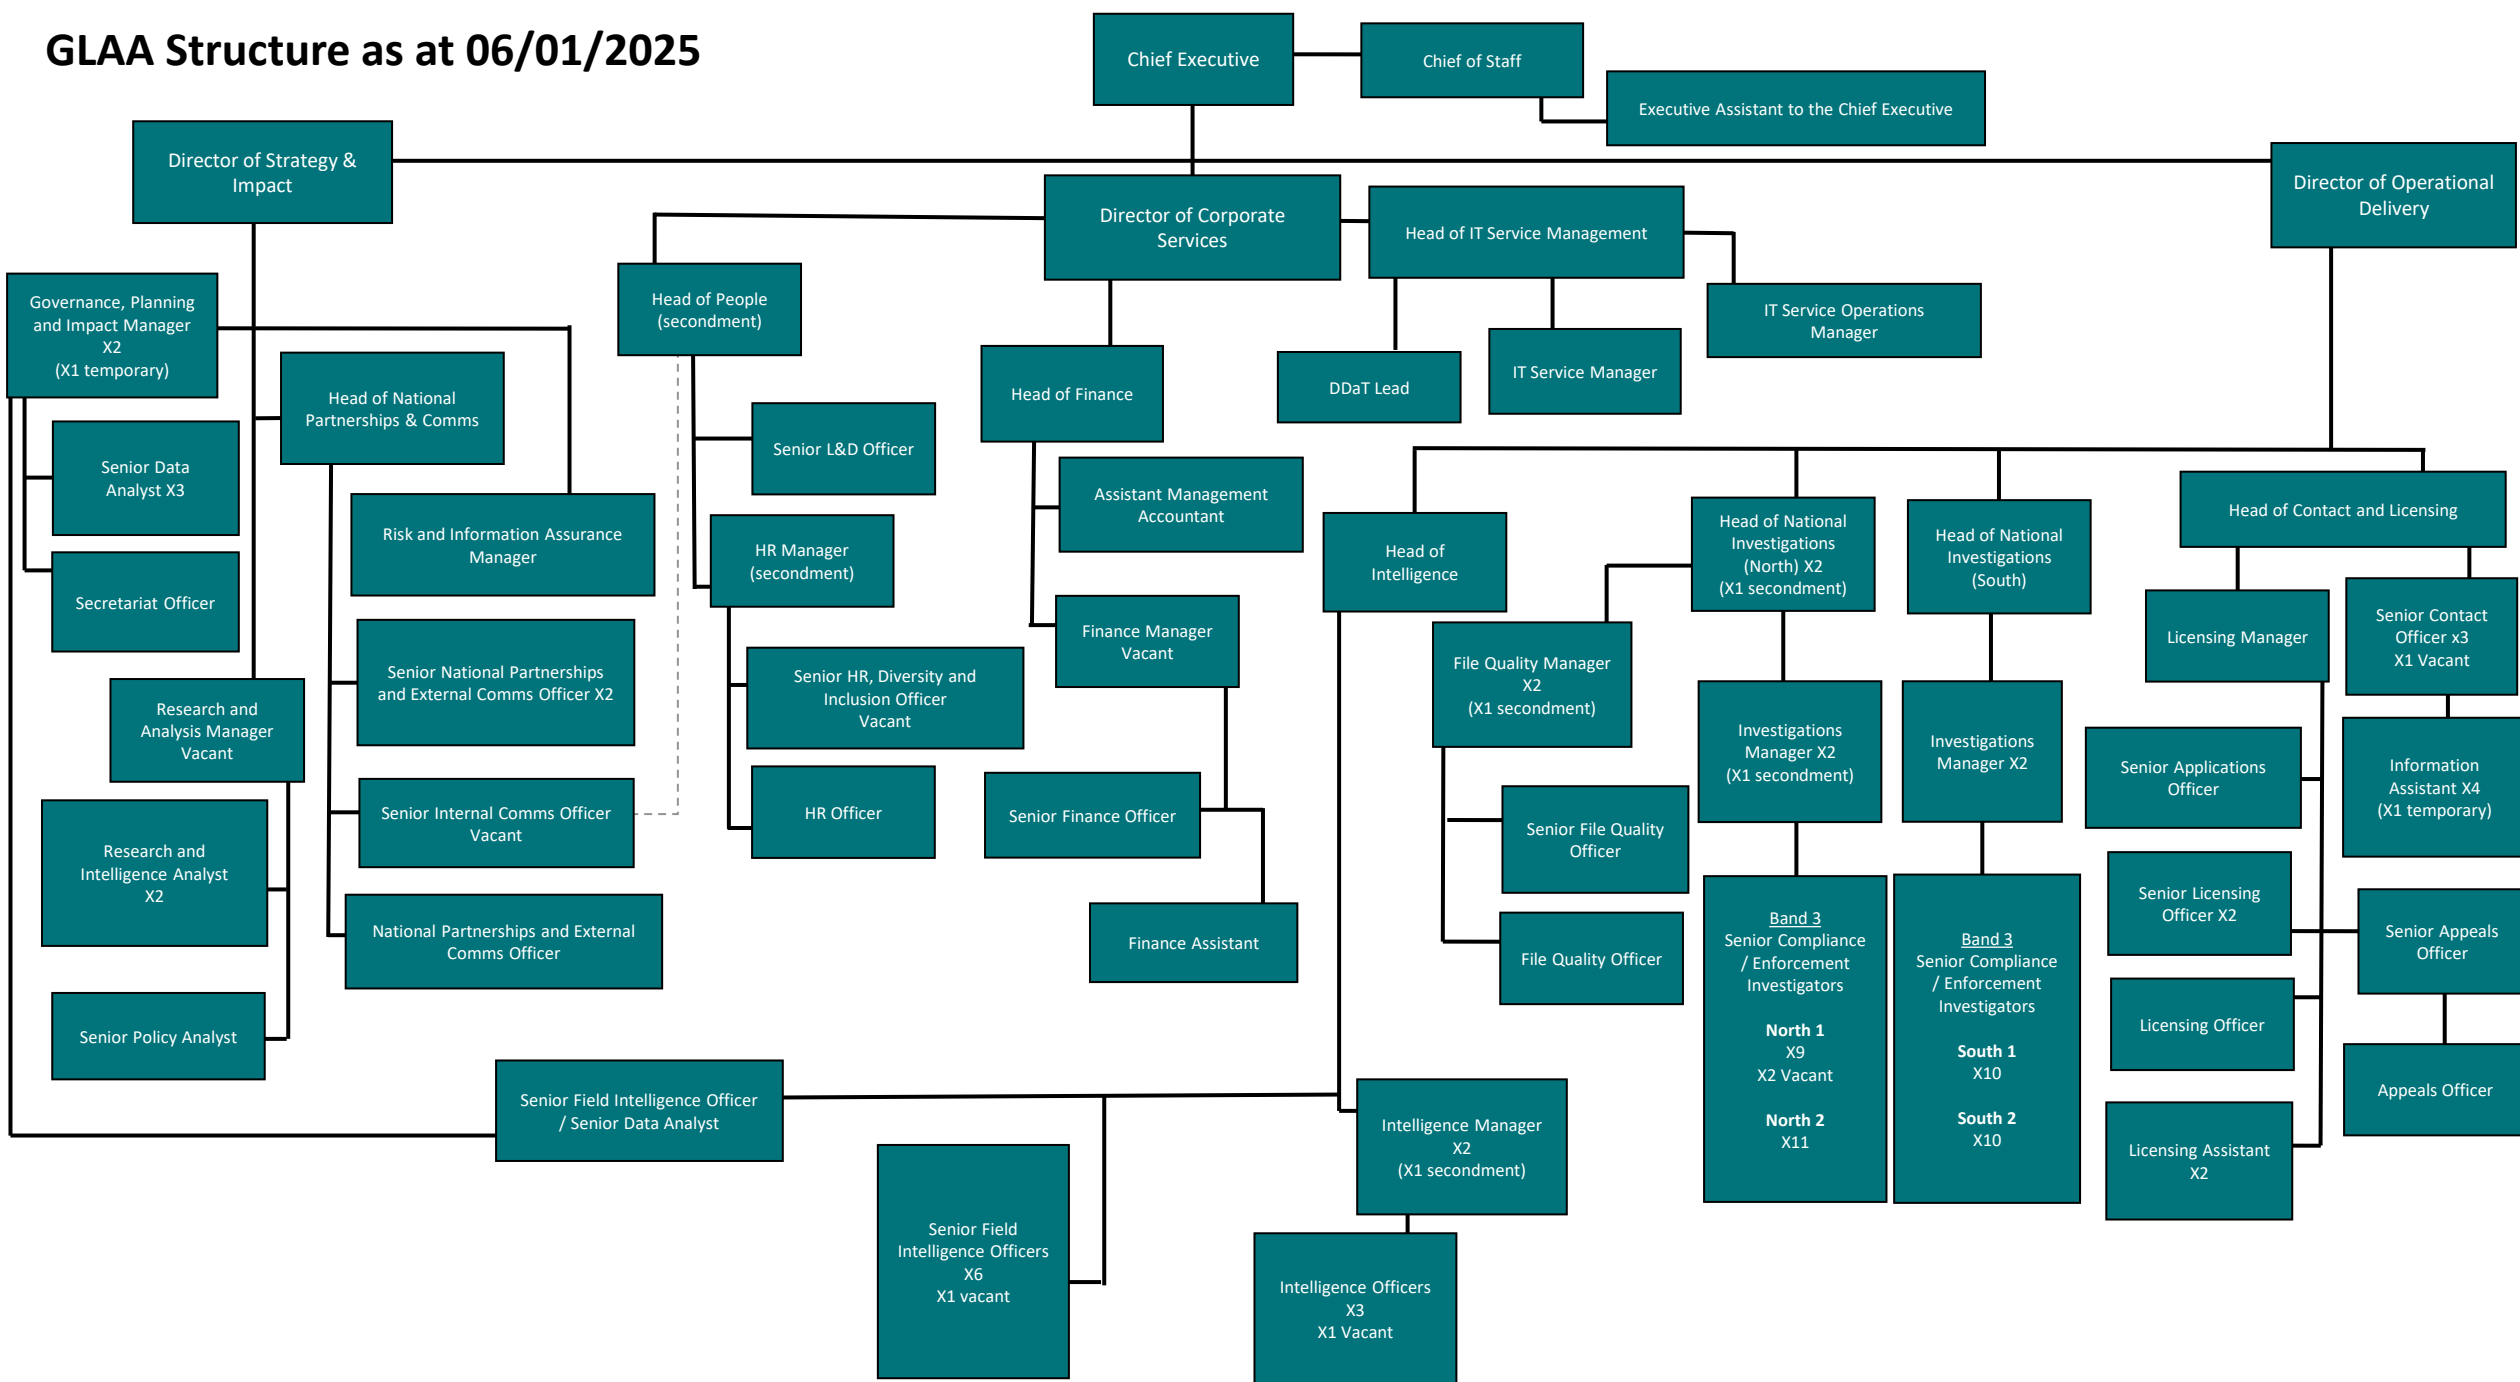 GLAA Structure as at 06/01/2025
Chief Executive
Chief of Staff
Executive Assistant to the Chief Executive
Director of Strategy &
Impact
Director of Corporate
Services
Head of IT Service Management
Director of Operational
Delivery
Governance, Planning
and Impact Manager
X2
(X1 temporary)
Head of People
(secondment)
IT Service Operations
Manager
Head of National
Partnerships & Comms
Head of Finance
DDaT Lead
IT Service Manager
Senior Data
Analyst X3
Senior L&D Officer
Assistant Management
Accountant
Secretariat Officer
Risk and Information Assurance
Manager
HR Manager
(secondment)
Head of
Intelligence
Head of National
Investigations
(North) X2
(X1 secondment)
Head of National
Investigations
(South)
Head of Contact and Licensing
Finance Manager
Vacant
File Quality Manager
X2
(X1 secondment)
Licensing Manager
Senior Contact
Officer x3
X1 Vacant
Senior National Partnerships
and External Comms Officer X2
Senior HR, Diversity and
Inclusion Officer
Vacant
Research and
Analysis Manager
Vacant
Investigations
Manager X2
(X1 secondment)
Investigations
Manager X2
Senior Applications
Officer
Information
Assistant X4
(X1 temporary)
Senior Internal Comms Officer
Vacant
HR Officer
Senior Finance Officer
Senior File Quality
Officer
Research and
Intelligence Analyst
X2
National Partnerships and External
Comms Officer
Finance Assistant
File Quality Officer
Band 3
Senior Compliance
/ Enforcement
Investigators
North 1
X9
X2 Vacant
North 2
X11
Band 3
Senior Compliance
/ Enforcement
Investigators
South 1
X10
South 2
X10
Senior Licensing
Officer X2
Senior Appeals
Officer
Licensing Officer
Appeals Officer
Licensing Assistant
X2
Senior Policy Analyst
Senior Field Intelligence Officer
/ Senior Data Analyst
Intelligence Manager
X2
(X1 secondment)
Senior Field
Intelligence Officers
X6
X1 vacant
Intelligence Officers
X3
X1 Vacant